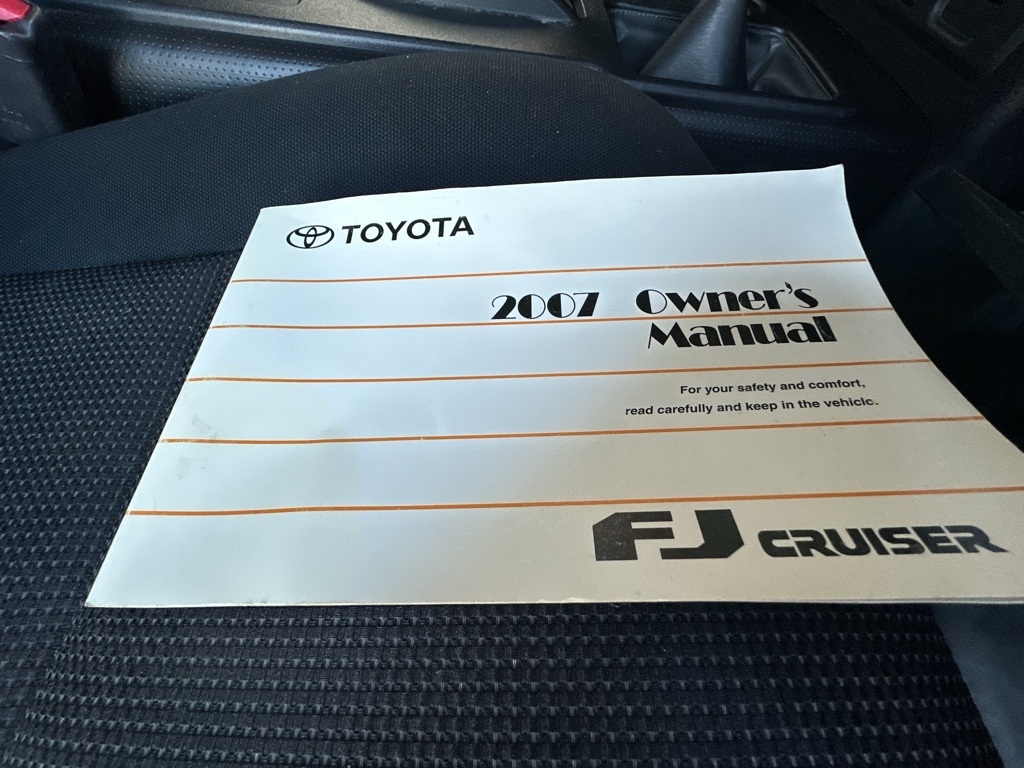 TOYOTA
2007 Owner's
Manual
For your safety and comfort,
read carefully and keep in the vehicle.
FJ CRUISER